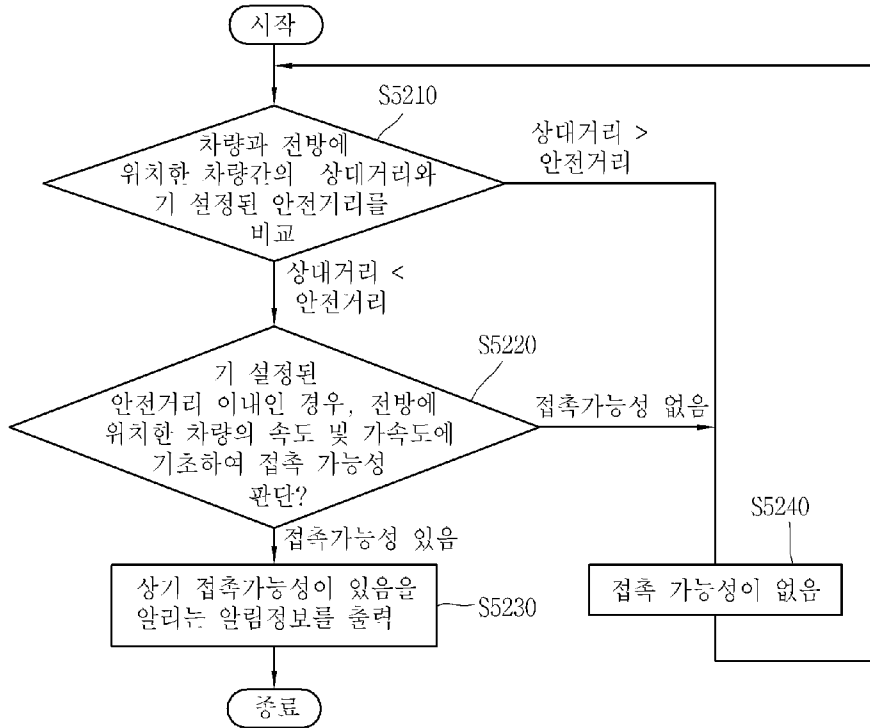 시작
S5210
차량과 전방에
위치한 차량간의 상대거리와
기 설정된 안전거리를
비교
상대거리 >
안전거리
상대거리 <
안전거리
S5220
기 설정된
안전거리 이내인 경우, 전방에
위치한 차량의 속도 및 가속도에
기초하여 접촉 가능성
판단?
접촉가능성 없음
접촉가능성 있음
S5240
상기 접촉가능성이 있음을
알리는 알림정보를 출력
S5230
접촉 가능성이 없음
종료